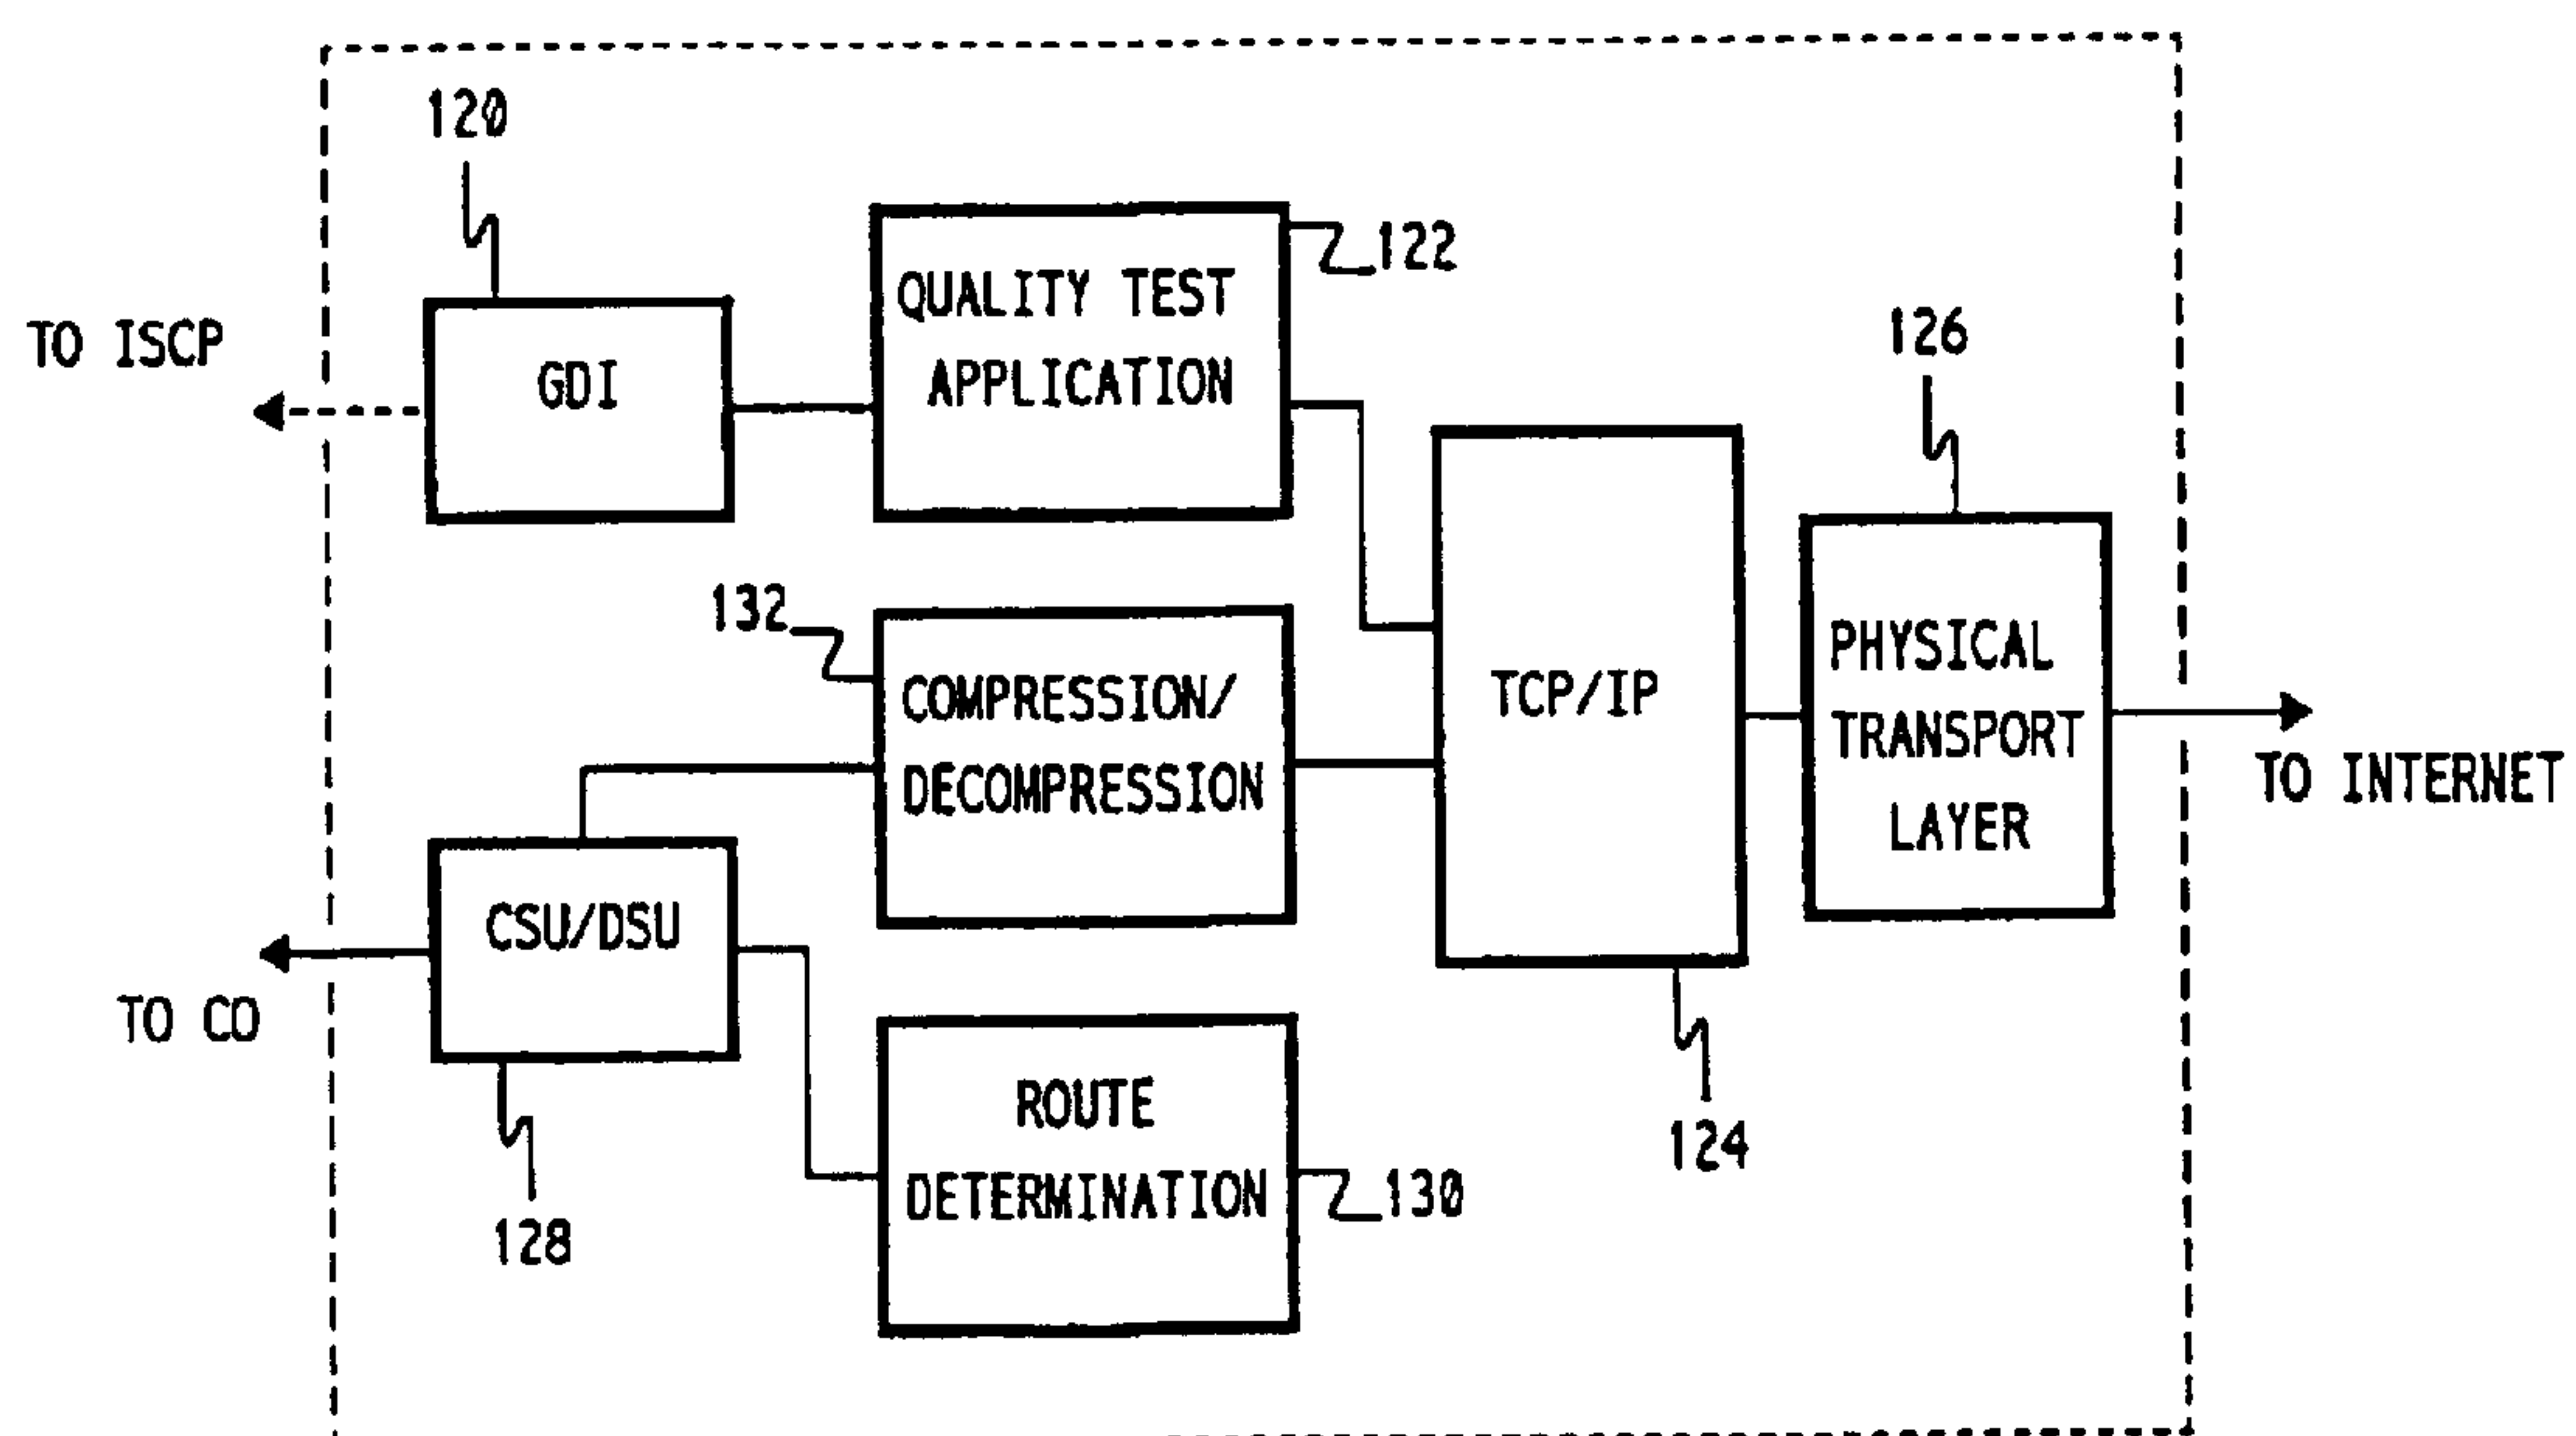 120
122
QUALITY TEST
APPLICATION
TO ISCP
GDI
126
132
COMPRESSION/
DECOMPRESSION
TCP/IP
PHYSICAL
TRANSPORT
LAYER
TO INTERNET
CSU/DSU
TO CO
ROUTE
DETERMINATION
124
130
128